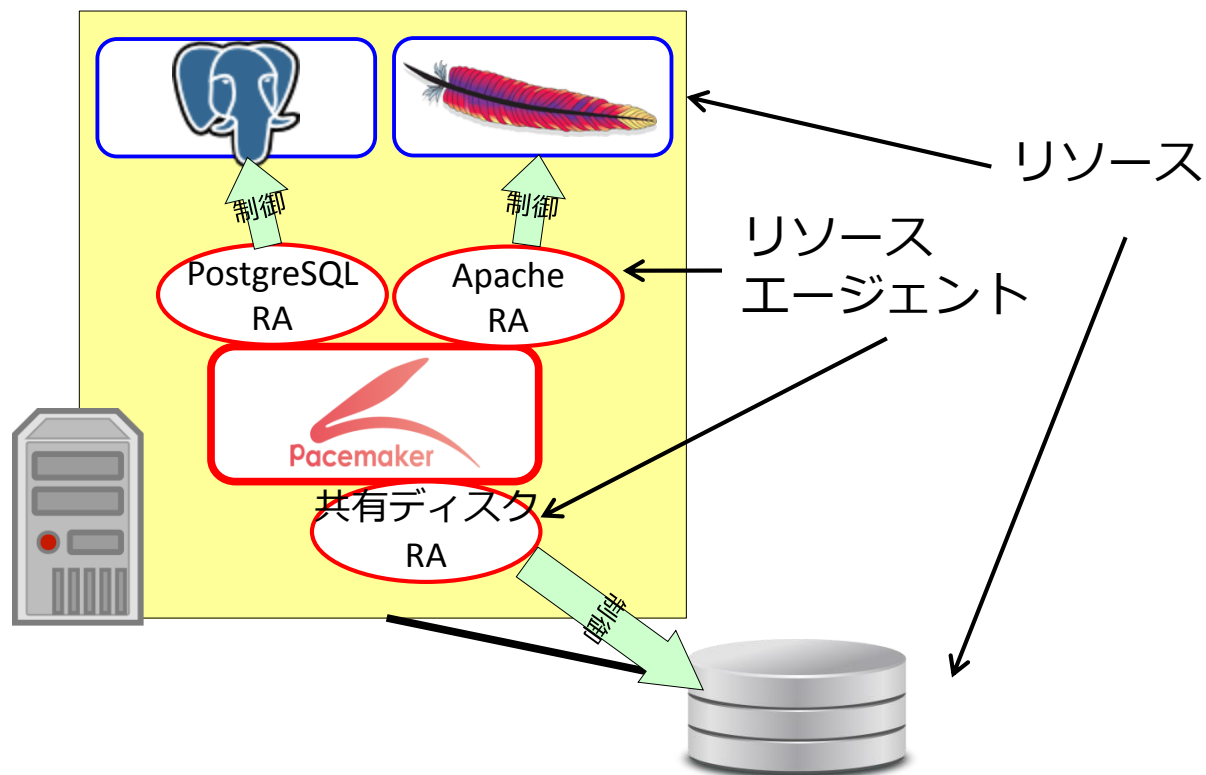 制御
制御
リソース
リソース
エージェント
PostgreSQL
RA
Apache
RA
Pacemaker
共有ディスク
RA
制御